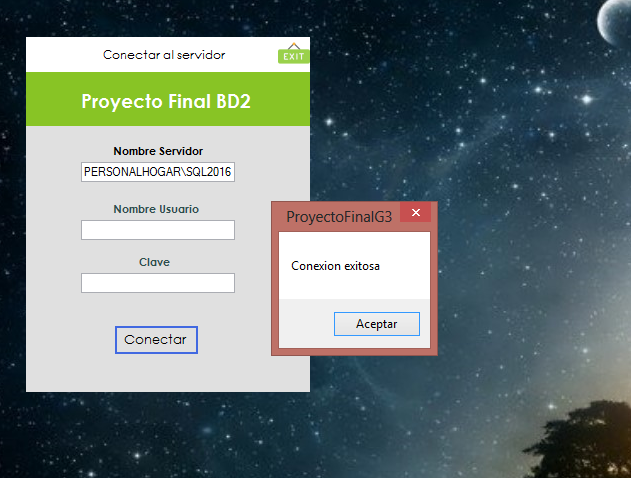 Conectar al servidor
EXIT
Proyecto Final BD2
Nombre Servidor
PERSONALHOGAR\SQL2016
Nombre Usuario
Clave
Conectar
ProyectoFinalG3
Conexion exitosa
Aceptar